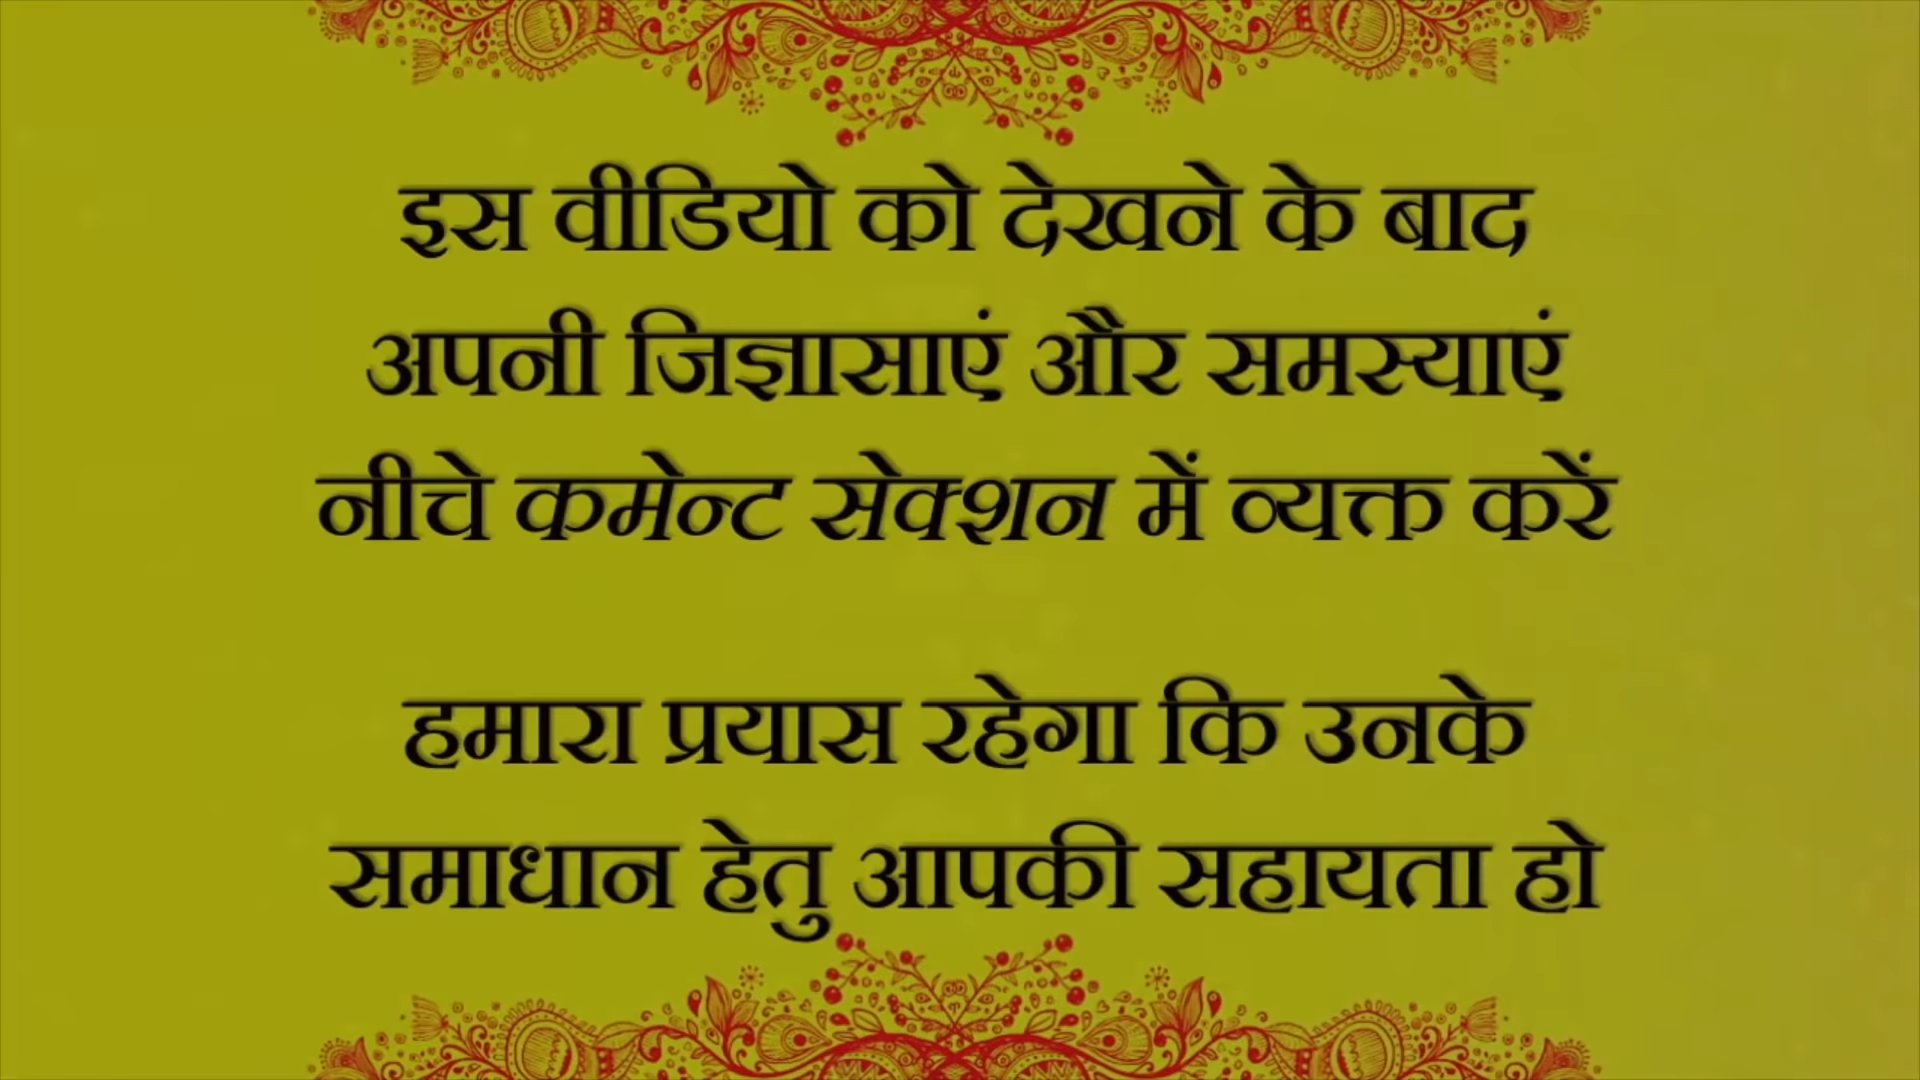 इस वीडियो को देखने के बाद
अपनी जिज्ञासाएं और समस्याएं
नीचे कमेन्ट सेक्शन में व्यक्त करें
हमारा प्रयास रहेगा कि उनके
समाधान हेतु आपकी सहायता हो